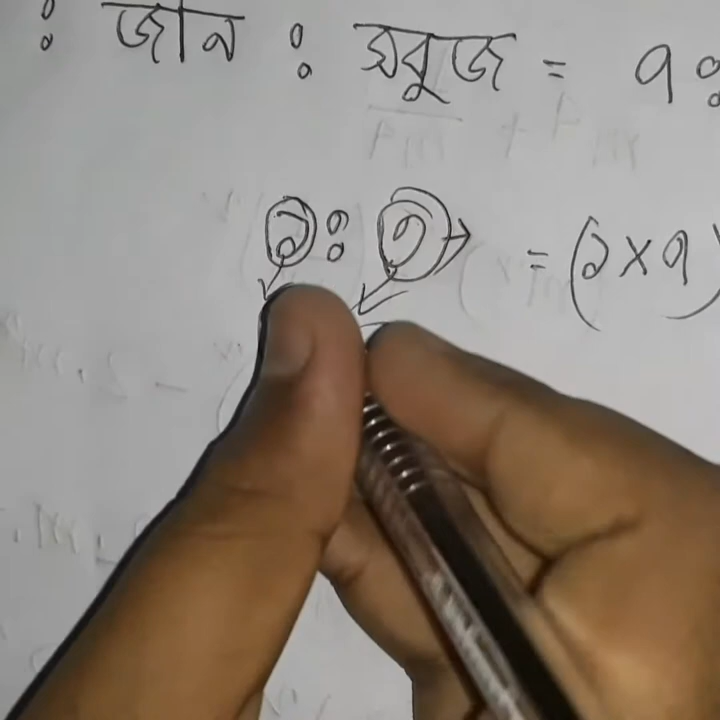 : জান : সবুজ = ৭ :
২ : ৩ = (২ × ৭)